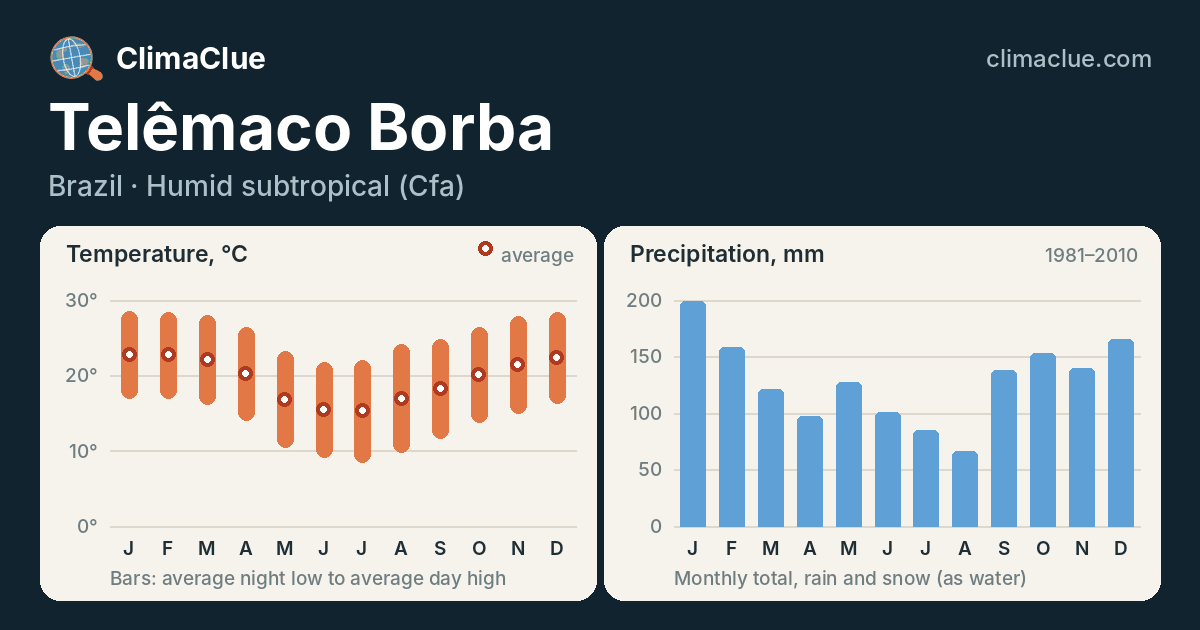 ClimaClue
climaclue.com
Telêmaco Borba
Brazil · Humid subtropical (Cfa)
Temperature, °C
average
30°
20°
10°
0°
J F M A M J J A S O N D
Bars: average night low to average day high
Precipitation, mm
1981–2010
200
150
100
50
0
J F M A M J J A S O N D
Monthly total, rain and snow (as water)